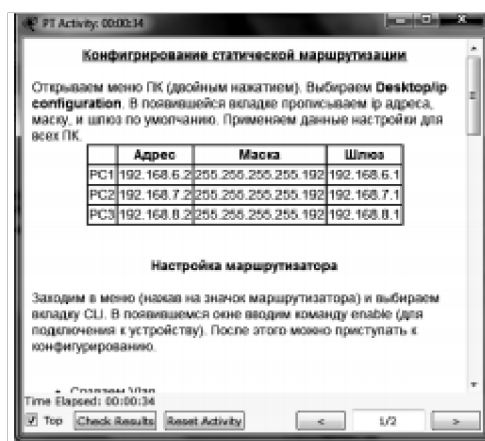 PT Activity: 00:00:34
Конфигрирование статической маршрутизации
Открываем меню ПК (двойным нажатием). Выбираем Desktop/ip
configuration. В появившейся вкладке прописываем ip адреса,
маску, и шлюз по умолчанию. Применяем данные настройки для
всех ПК.
Адрес Маска Шлюз
PC1 192.168.6.2 255.255.255.255.192 192.168.6.1
PC2 192.168.7.2 255.255.255.255.192 192.168.7.1
PC3 192.168.8.2 255.255.255.255.192 192.168.8.1
Настройка маршрутизатора
Заходим в меню (нажав на значок маршрутизатора) и выбираем
вкладку CLI. В появившемся окне вводим команду enable (для
подключения к устройству). После этого можно приступать к
конфигурированию.
• Создаем Vlan
Time Elapsed: 00:00:34
Top Check Results Reset Activity < 1/2 >